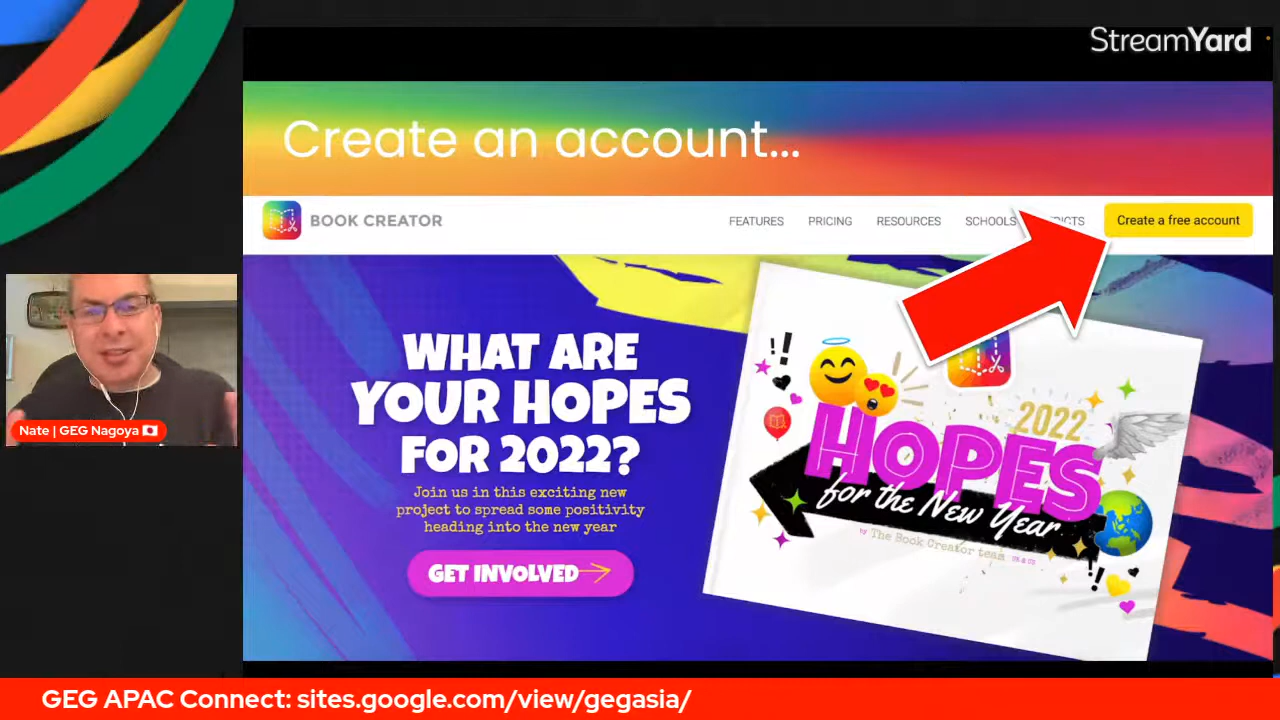 StreamYard
Create an account...
BOOK CREATOR
FEATURES PRICING RESOURCES SCHOOLS
Create a free account
WHAT ARE
YOUR HOPES
FOR 2022?
Join us in this exciting new
project to spread some positivity
heading into the new year
GET INVOLVED
2022
HOPES
for the New Year
by The Book Creator team UK & US
Nate | GEG Nagoya
GEG APAC Connect: sites.google.com/view/gegasia/